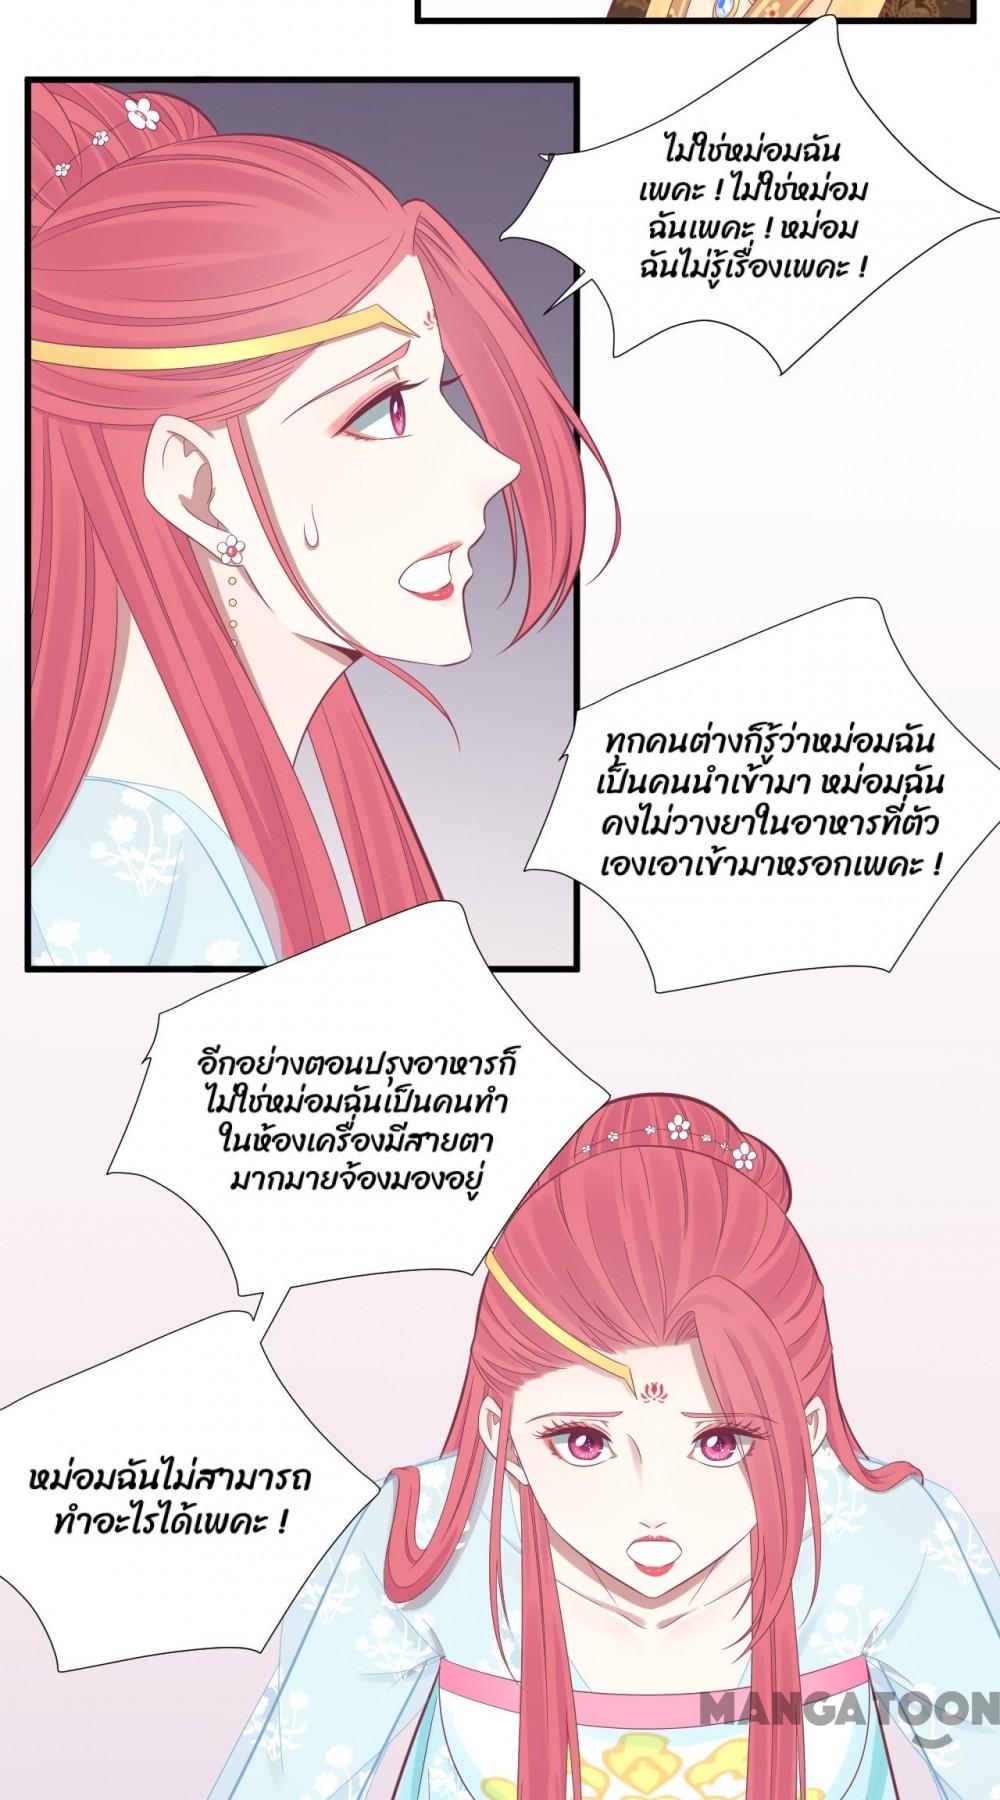 ไม่ใช่หม่อมฉัน
เพคะ ! ไม่ใช่หม่อม
ฉันเพคะ ! หม่อม
ฉันไม่รู้เรื่องเพคะ !
ทุกคนต่างก็รู้ว่าหม่อมฉัน
เป็นคนนำเข้ามา หม่อมฉัน
คงไม่วางยาในอาหารที่ตัว
เองเอาเข้ามาหรอกเพคะ !
อีกอย่างตอนปรุงอาหารก็
ไม่ใช่หม่อมฉันเป็นคนทำ
ในห้องเครื่องมีสายตา
มากมายจ้องมองอยู่
หม่อมฉันไม่สามารถ
ทำอะไรได้เพคะ !
MANGATOON